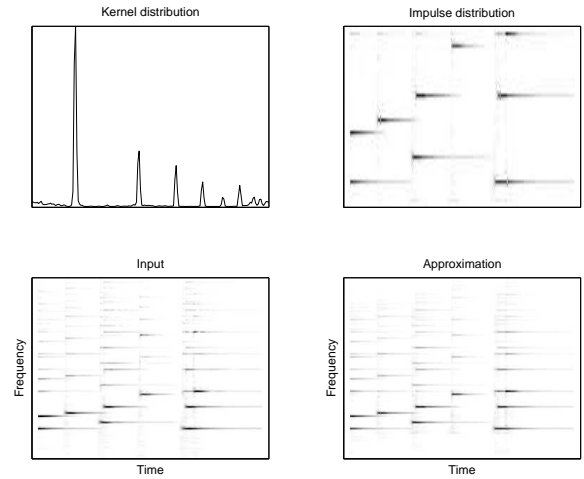 Kernel distribution
Impulse distribution
Input
Approximation
Frequency
Frequency
Time
Time